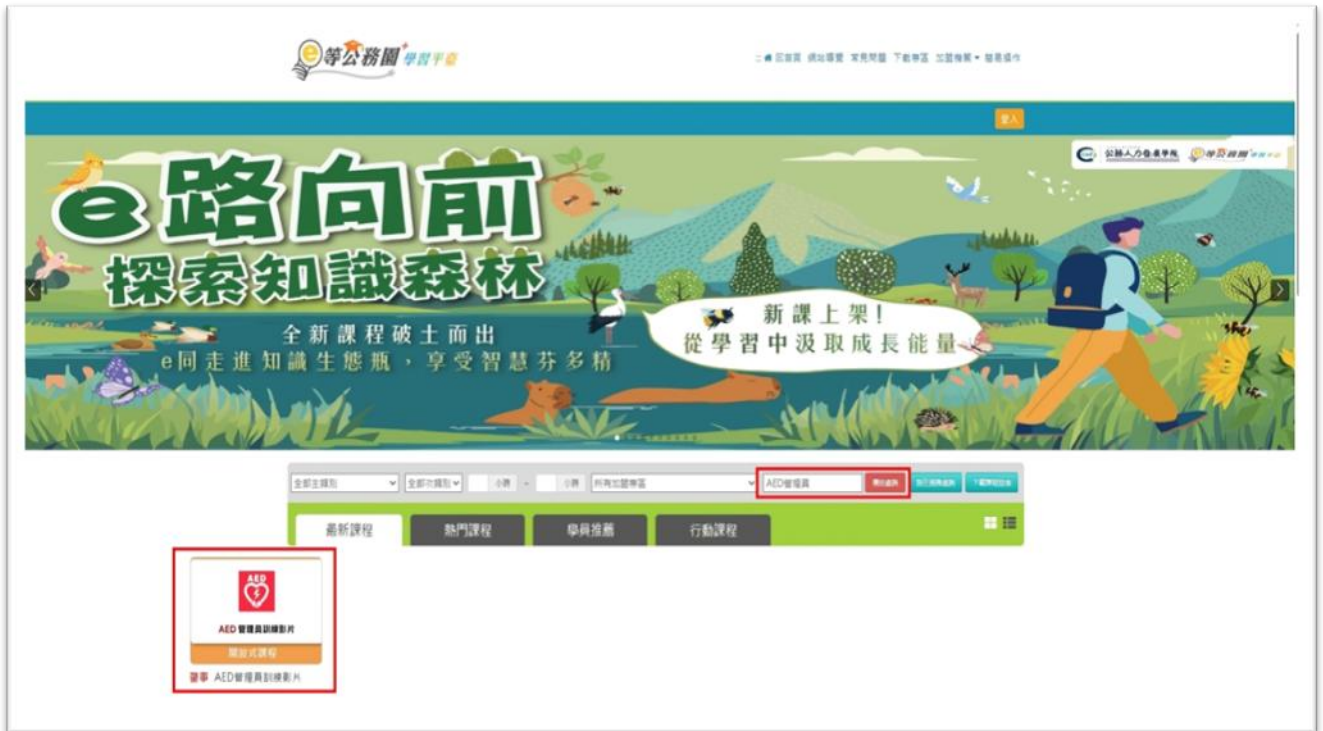 e等公務園+學習平臺
回首頁 網站導覽 常見問題 下載專區 加盟機關 簡易操作
登入
公務人力發展學院 e等公務園+學習平臺
e路向前
探索知識森林
全新課程破土而出
e同走進知識生態瓶，享受智慧芬多精
新課上架!
從學習中汲取成長能量
全部主類別 全部次類別 小時 - 小時 所有加盟專區 AED管理員 開始查詢
最新課程 熱門課程 學員推薦 行動課程
AED
AED 管理員訓練影片
開放式課程
AED管理員訓練影片